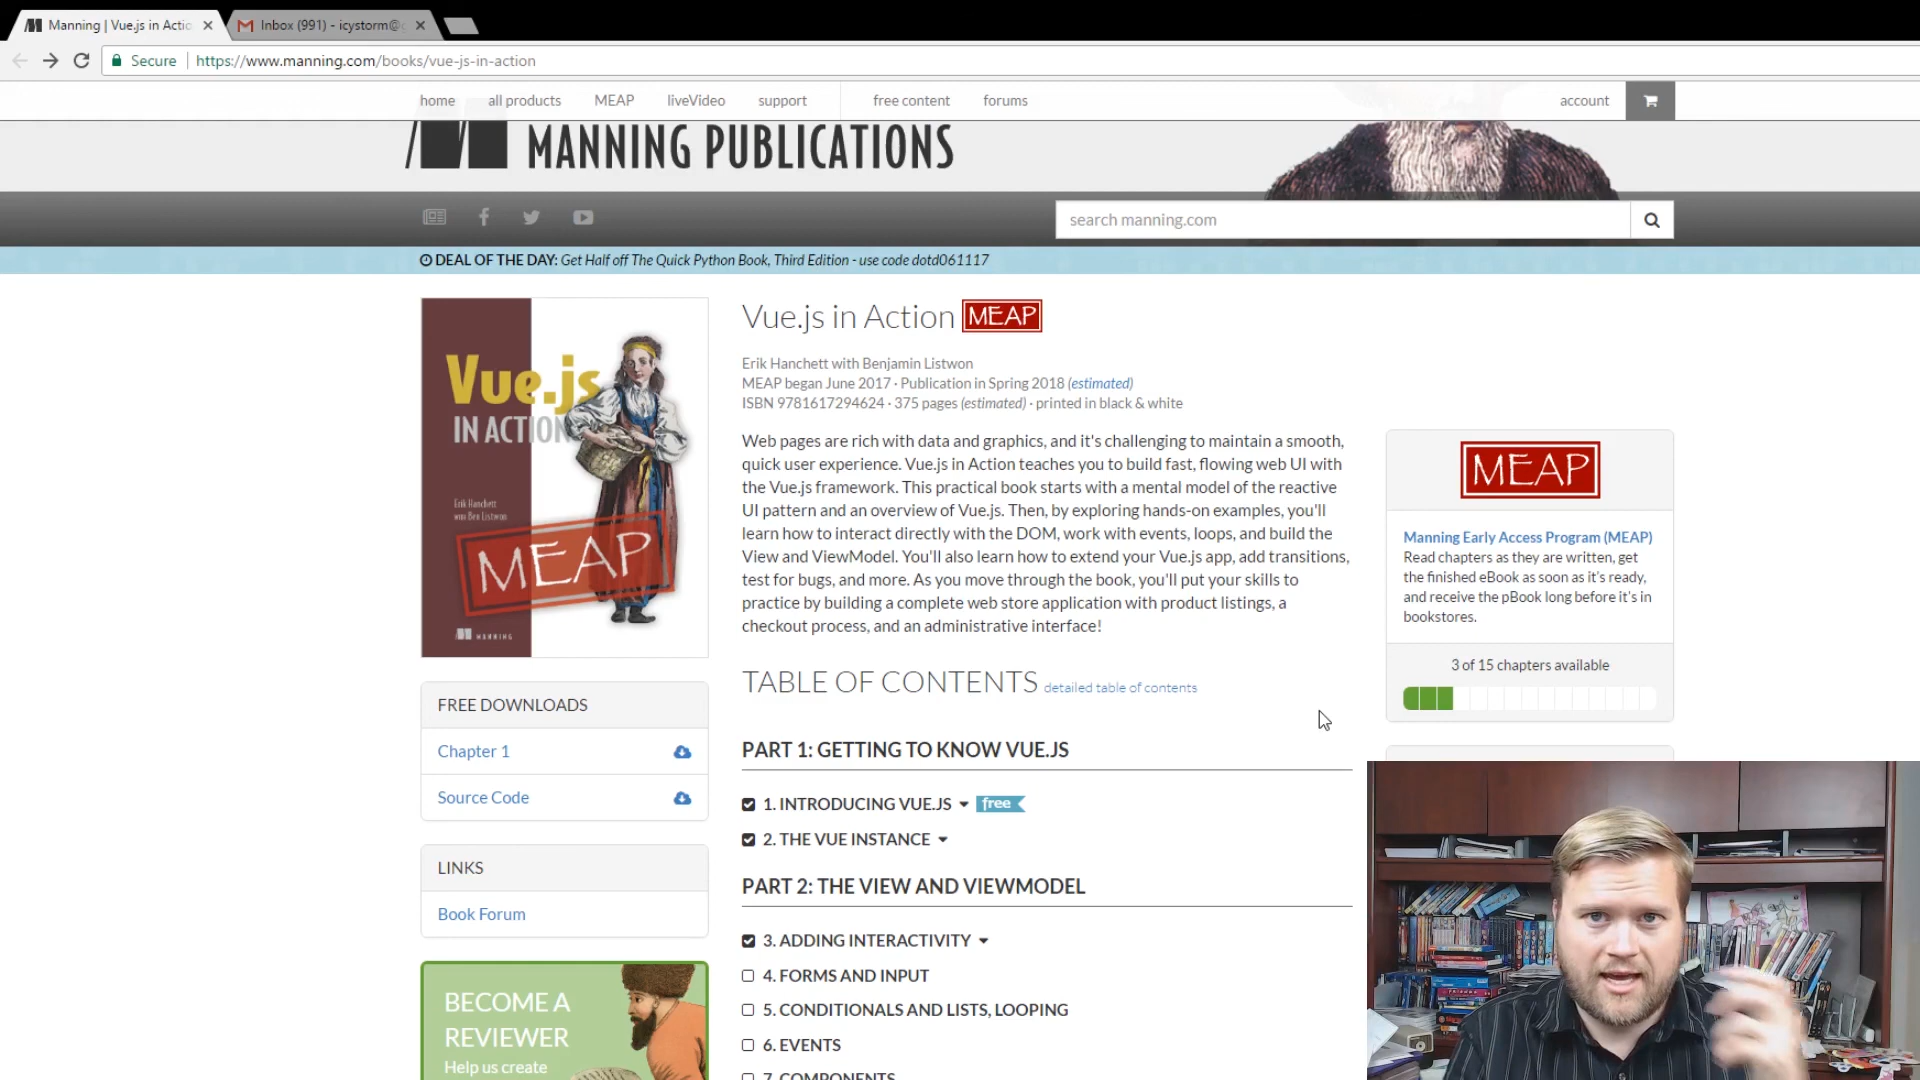 Manning | Vue.js in Actio
Inbox (991) - icystorm@
Secure
https://www.manning.com/books/vue-js-in-action
home
all products
MEAP
liveVideo
support
free content
forums
account
MANNING PUBLICATIONS
search manning.com
DEAL OF THE DAY: Get Half off The Quick Python Book, Third Edition - use code dotd061117
Vue.js
IN ACTION
Erik Hanchett
WITH Ben Listwon
MEAP
MANNING
Vue.js in Action MEAP
Erik Hanchett with Benjamin Listwon
MEAP began June 2017 · Publication in Spring 2018 (estimated)
ISBN 9781617294624 · 375 pages (estimated) · printed in black & white
Web pages are rich with data and graphics, and it's challenging to maintain a smooth,
quick user experience. Vue.js in Action teaches you to build fast, flowing web UI with
the Vue.js framework. This practical book starts with a mental model of the reactive
UI pattern and an overview of Vue.js. Then, by exploring hands-on examples, you'll
learn how to interact directly with the DOM, work with events, loops, and build the
View and ViewModel. You'll also learn how to extend your Vue.js app, add transitions,
test for bugs, and more. As you move through the book, you'll put your skills to
practice by building a complete web store application with product listings, a
checkout process, and an administrative interface!
TABLE OF CONTENTS detailed table of contents
PART 1: GETTING TO KNOW VUE.JS
1. INTRODUCING VUE.JS free
2. THE VUE INSTANCE
PART 2: THE VIEW AND VIEWMODEL
3. ADDING INTERACTIVITY
4. FORMS AND INPUT
5. CONDITIONALS AND LISTS, LOOPING
6. EVENTS
7. COMPONENTS
MEAP
Manning Early Access Program (MEAP)
Read chapters as they are written, get
the finished eBook as soon as it's ready,
and receive the pBook long before it's in
bookstores.
3 of 15 chapters available
FREE DOWNLOADS
Chapter 1
Source Code
LINKS
Book Forum
BECOME A
REVIEWER
Help us create